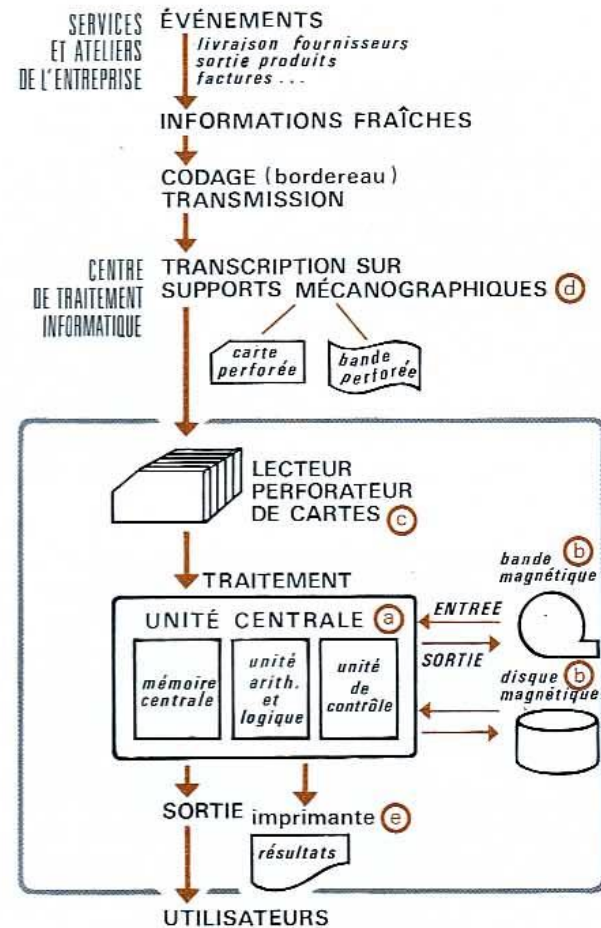 SERVICES
ET ATELIERS
DE L'ENTREPRISE
ÉVÉNEMENTS
livraison fournisseurs
sortie produits
factures ...
INFORMATIONS FRAÎCHES
CODAGE (bordereau)
TRANSMISSION
CENTRE
DE TRAITEMENT
INFORMATIQUE
TRANSCRIPTION SUR
SUPPORTS MÉCANOGRAPHIQUES d
carte
perforée
bande
perforée
LECTEUR
PERFORATEUR
DE CARTES c
TRAITEMENT
UNITÉ CENTRALE a
mémoire
centrale
unité
arith.
et
logique
unité
de
contrôle
ENTREE
SORTIE
bande b
magnétique
disque b
magnétique
SORTIE
imprimante e
résultats
UTILISATEURS